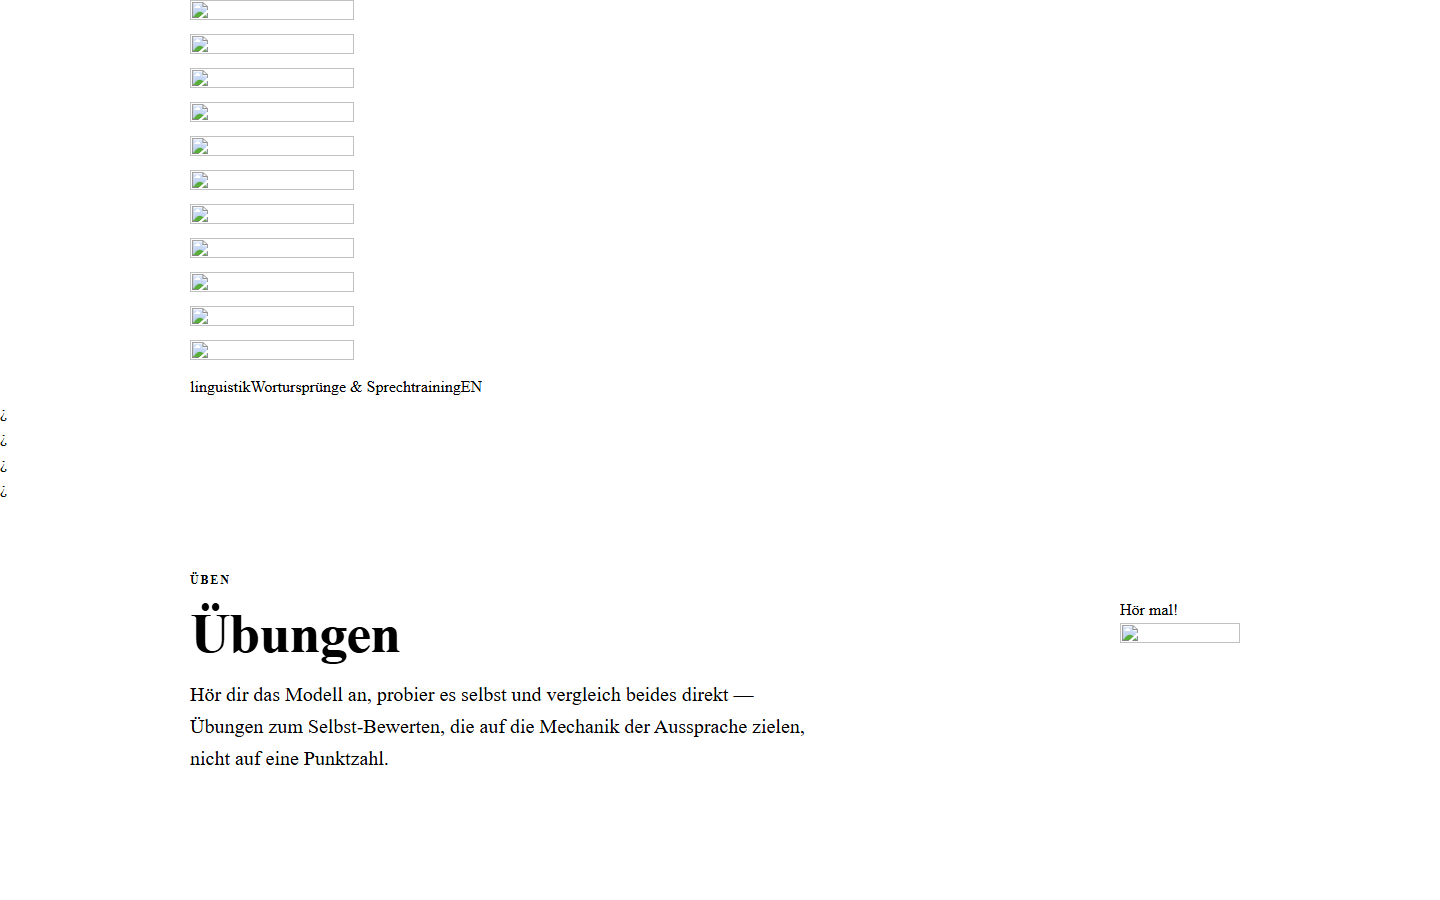 linguistikWortursprünge & SprechtrainingEN
¿
¿
¿
¿
ÜBEN
Übungen
Hör mal!
Hör dir das Modell an, probier es selbst und vergleich beides direkt —
Übungen zum Selbst-Bewerten, die auf die Mechanik der Aussprache zielen,
nicht auf eine Punktzahl.